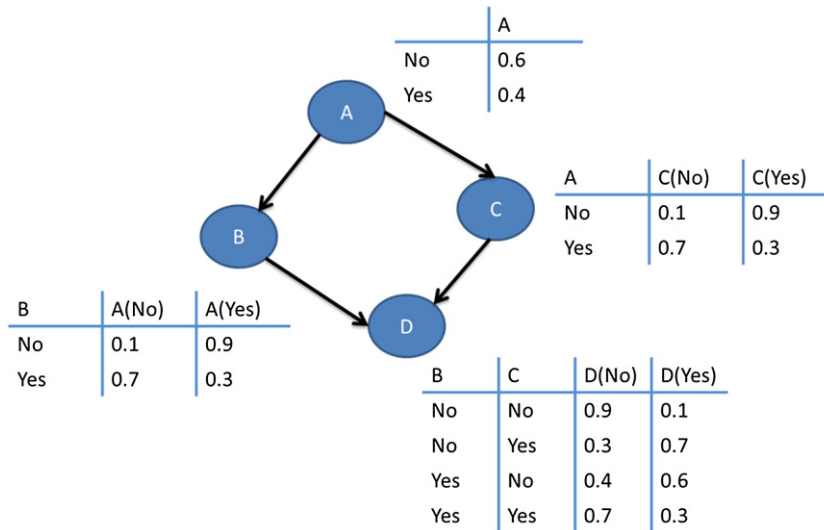 A
No 0.6
Yes 0.4
A
A C(No) C(Yes)
No 0.1 0.9
Yes 0.7 0.3
C
B
B A(No) A(Yes)
No 0.1 0.9
Yes 0.7 0.3
D
B C D(No) D(Yes)
No No 0.9 0.1
No Yes 0.3 0.7
Yes No 0.4 0.6
Yes Yes 0.7 0.3